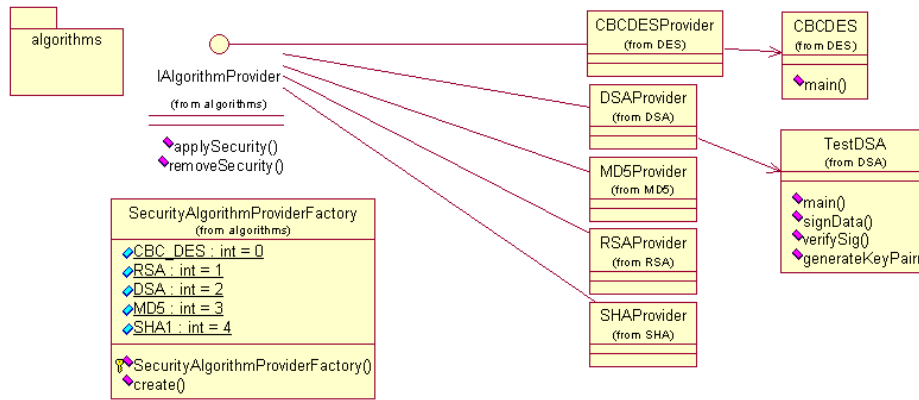 algorithms
IAlgorithmProvider
(from algorithms)
applySecurity()
removeSecurity()
SecurityAlgorithmProviderFactory
(from algorithms)
CBC_DES : int = 0
RSA : int = 1
DSA : int = 2
MD5 : int = 3
SHA1 : int = 4
SecurityAlgorithmProviderFactory()
create()
CBCDESProvider
(from DES)
DSAProvider
(from DSA)
MD5Provider
(from MD5)
RSAProvider
(from RSA)
SHAProvider
(from SHA)
CBCDES
(from DES)
main()
TestDSA
(from DSA)
main()
signData()
verifySig()